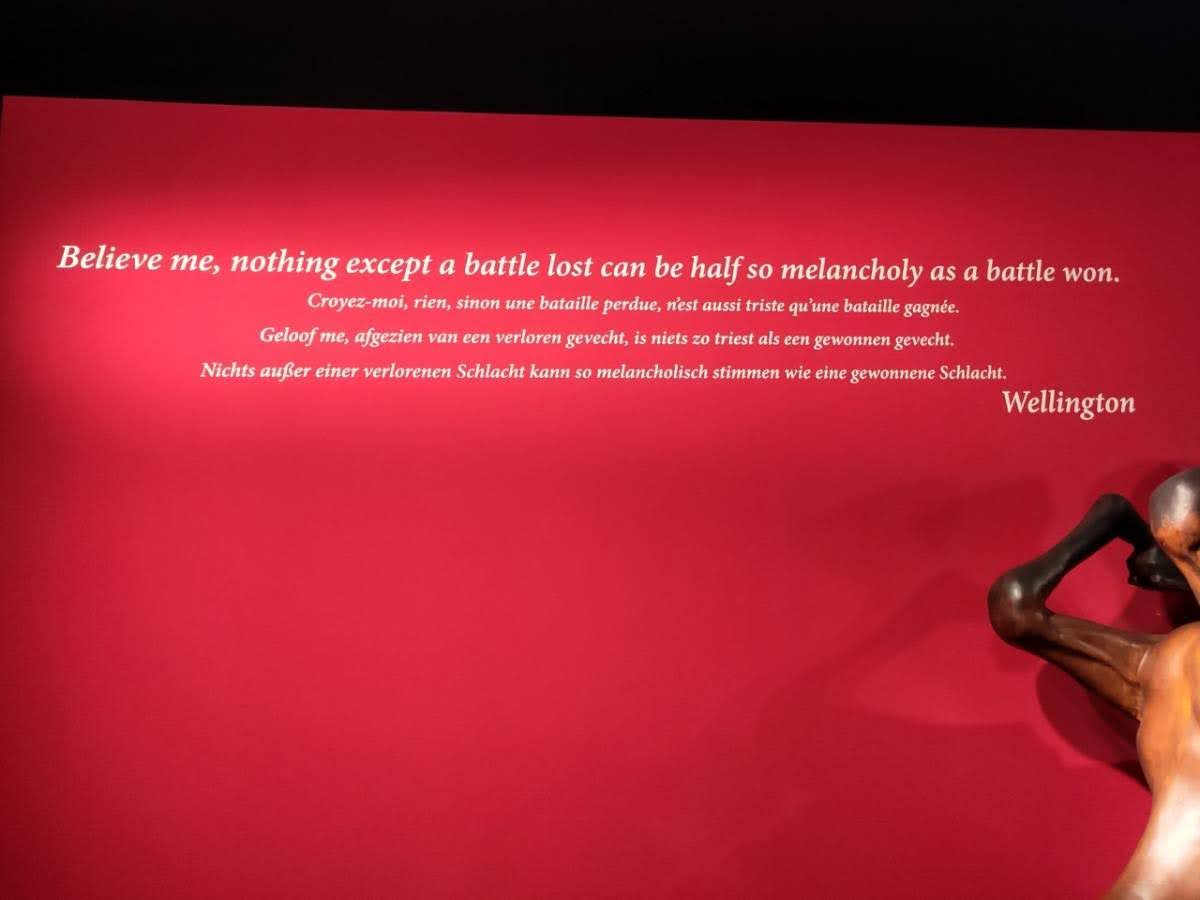 Believe me, nothing except a battle lost can be half so melancholy as a battle won.
Croyez-moi, rien, sinon une bataille perdue, n'est aussi triste qu'une bataille gagnée.
Geloof me, afgezien van een verloren gevecht, is niets zo triest als een gewonnen gevecht.
Nichts außer einer verlorenen Schlacht kann so melancholisch stimmen wie eine gewonnene Schlacht.
Wellington